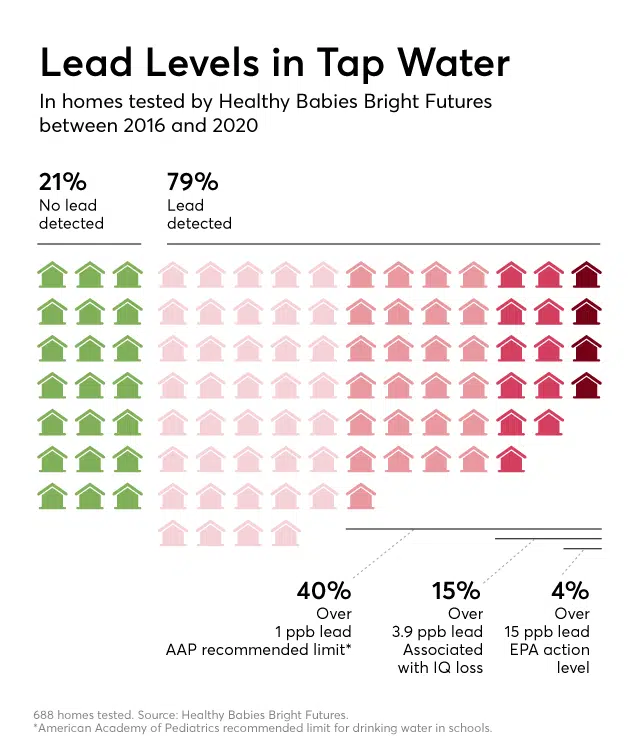 Lead Levels in Tap Water
In homes tested by Healthy Babies Bright Futures
between 2016 and 2020
21%
No lead
detected
79%
Lead
detected
40%
Over
1 ppb lead
AAP recommended limit*
15%
Over
3.9 ppb lead
Associated
with IQ loss
4%
Over
15 ppb lead
EPA action
level
688 homes tested. Source: Healthy Babies Bright Futures.
*American Academy of Pediatrics recommended limit for drinking water in schools.